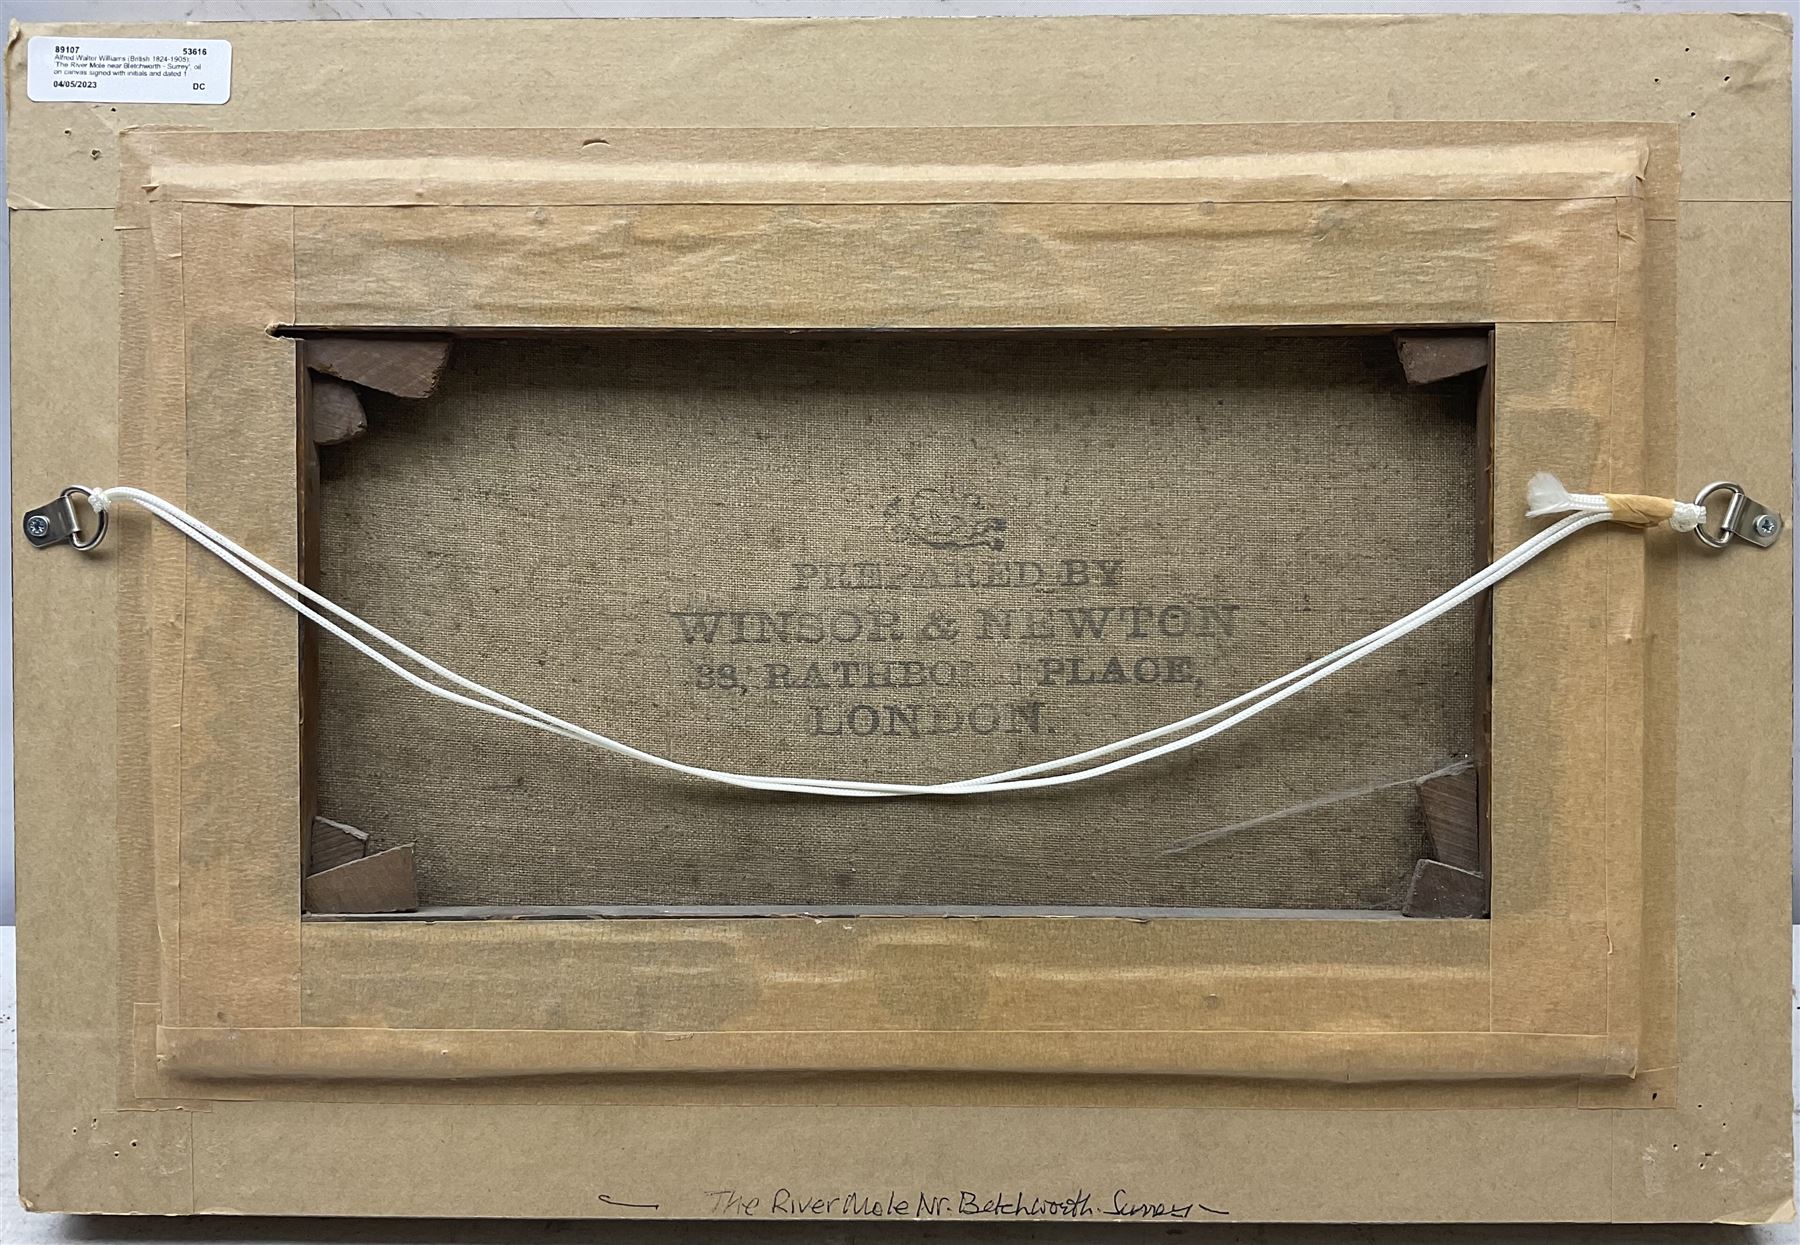 89107 53616
Alfred Walter Williams (British 1824-1905):
'The River Mole near Bletchworth - Surrey', oil
on canvas signed with initials and dated 1
04/05/2023 DC
PREPARED BY
WINSOR & NEWTON
38, RATHBONE PLACE,
LONDON.
The River Mole Nr. Betchworth. Surrey